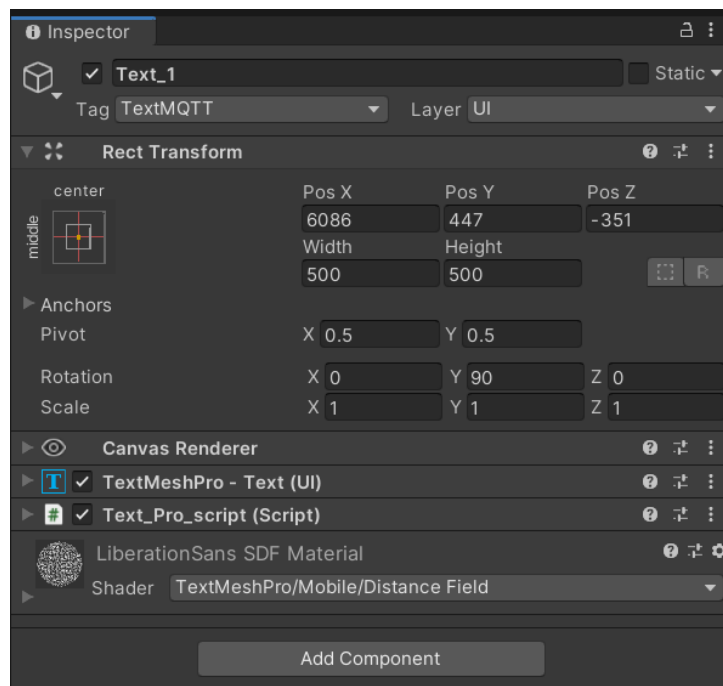 Inspector
Text_1 Static
Tag TextMQTT Layer UI
Rect Transform
center
middle
Pos X Pos Y Pos Z
6086 447 -351
Width Height
500 500
R
Anchors
Pivot X 0.5 Y 0.5
Rotation X 0 Y 90 Z 0
Scale X 1 Y 1 Z 1
Canvas Renderer
T TextMeshPro - Text (UI)
# Text_Pro_script (Script)
LiberationSans SDF Material
Shader TextMeshPro/Mobile/Distance Field
Add Component